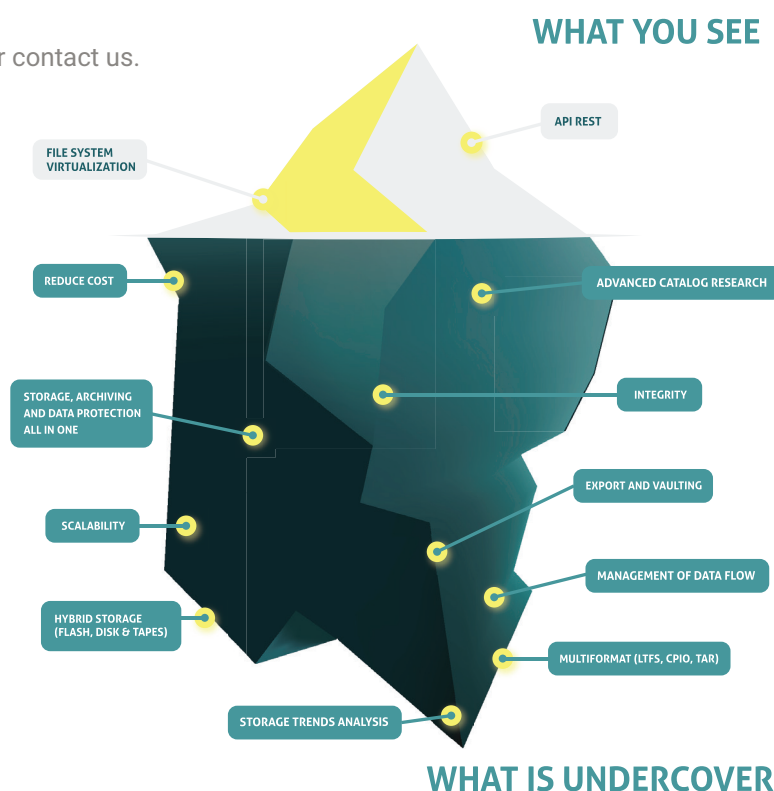 WHAT YOU SEE
r contact us.
API REST
FILE SYSTEM
VIRTUALIZATION
REDUCE COST
ADVANCED CATALOG RESEARCH
STORAGE, ARCHIVING
AND DATA PROTECTION
ALL IN ONE
INTEGRITY
EXPORT AND VAULTING
SCALABILITY
MANAGEMENT OF DATA FLOW
HYBRID STORAGE
(FLASH, DISK & TAPES)
MULTIFORMAT (LTFS, CPIO, TAR)
STORAGE TRENDS ANALYSIS
WHAT IS UNDERCOVER